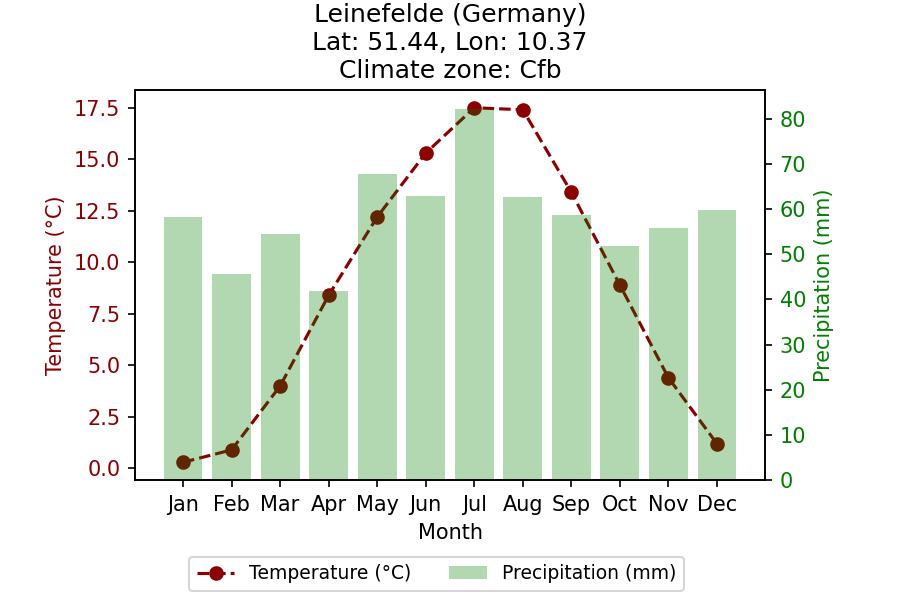 Leinefelde (Germany)
Lat: 51.44, Lon: 10.37
Climate zone: Cfb
17.5
15.0
12.5
10.0
7.5
5.0
2.5
0.0
Temperature (°C)
80
70
60
50
40
30
20
10
0
Precipitation (mm)
Jan Feb Mar Apr May Jun Jul Aug Sep Oct Nov Dec
Month
Temperature (°C) Precipitation (mm)